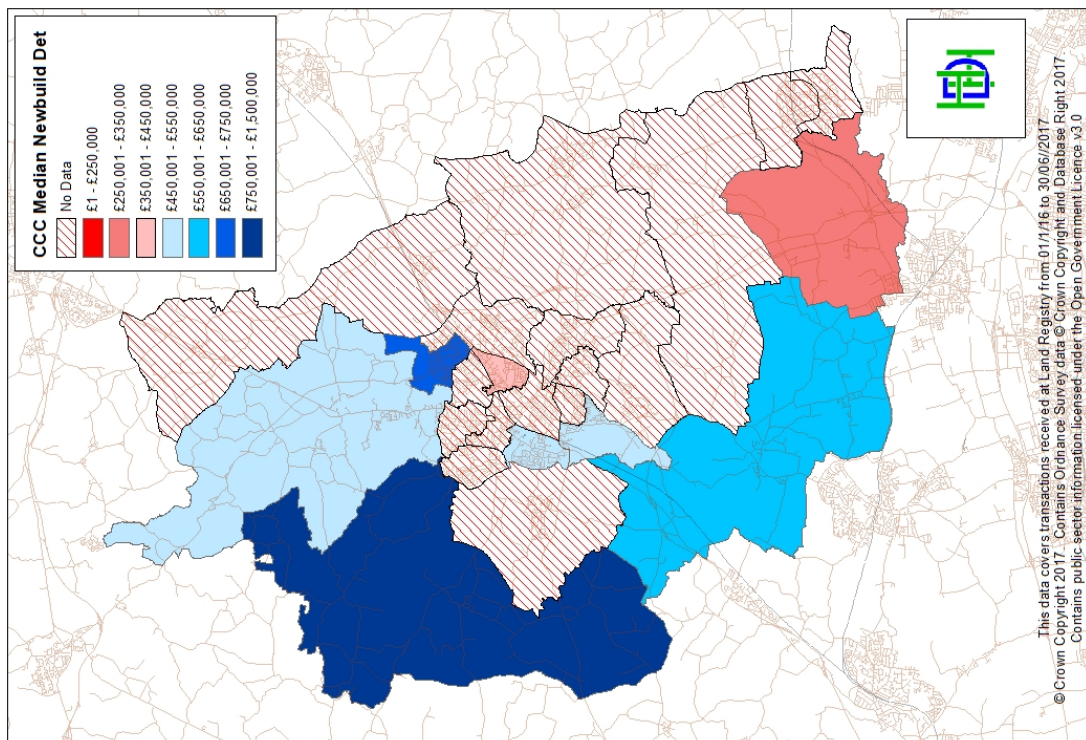 CCC Median Newbuild Det
No Data
£1 - £250,000
£250,001 - £350,000
£350,001 - £450,000
£450,001 - £550,000
£550,001 - £650,000
£650,001 - £750,000
£750,001 - £1,500,000
This data covers transactions received at Land Registry from 01/1/16 to 30/06//2017.
© Crown Copyright 2017. Contains Ordnance Survey data © Crown Copyright and Database Right 2017.
Contains public sector information licensed under the Open Government Licence v3.0